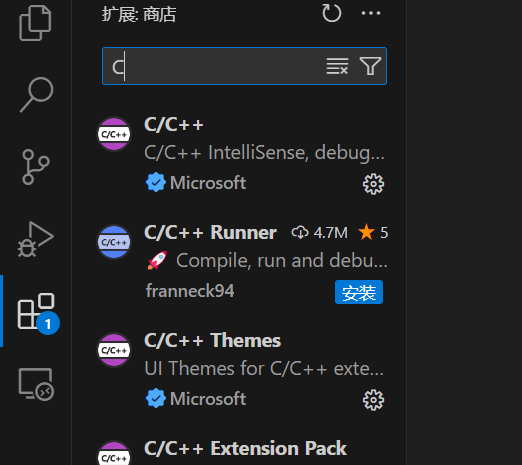 扩展: 商店
C
C/C++
C/C++
C/C++ IntelliSense, debug...
Microsoft
C/C++
C/C++ Runner 4.7M 5
🚀 Compile, run and debu...
franneck94 安装
1
C/C++
C/C++ Themes
UI Themes for C/C++ exte...
Microsoft
C/C++
C/C++ Extension Pack